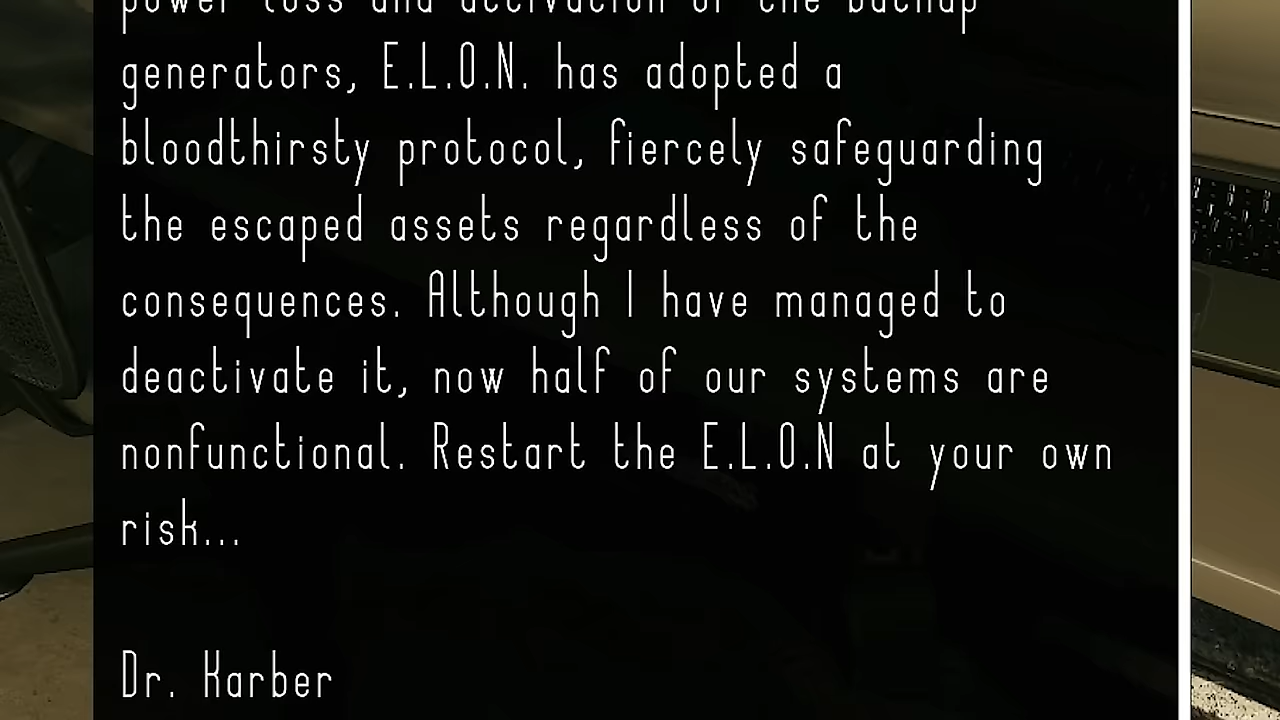 power loss and activation of the backup
generators, E.L.O.N. has adopted a
bloodthirsty protocol, fiercely safeguarding
the escaped assets regardless of the
consequences. Although I have managed to
deactivate it, now half of our systems are
nonfunctional. Restart the E.L.O.N at your own
risk...
Dr. Karber